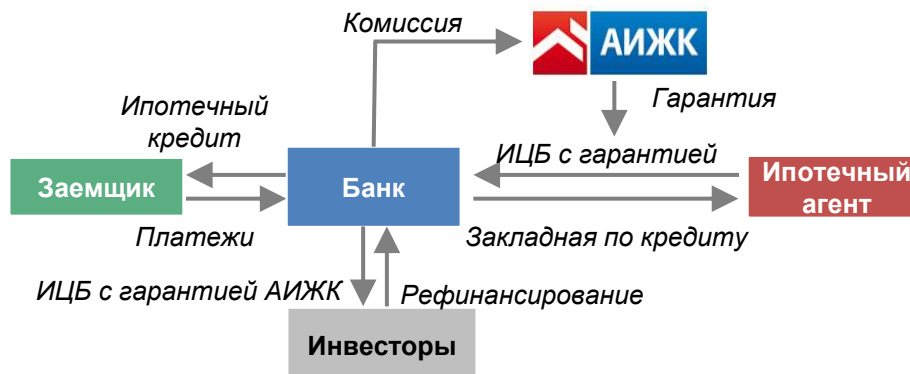 Комиссия
АИЖК
Гарантия
Ипотечный
кредит
ИЦБ с гарантией
Заемщик
Банк
Ипотечный
агент
Платежи
Закладная по кредиту
ИЦБ с гарантией АИЖК
Рефинансирование
Инвесторы